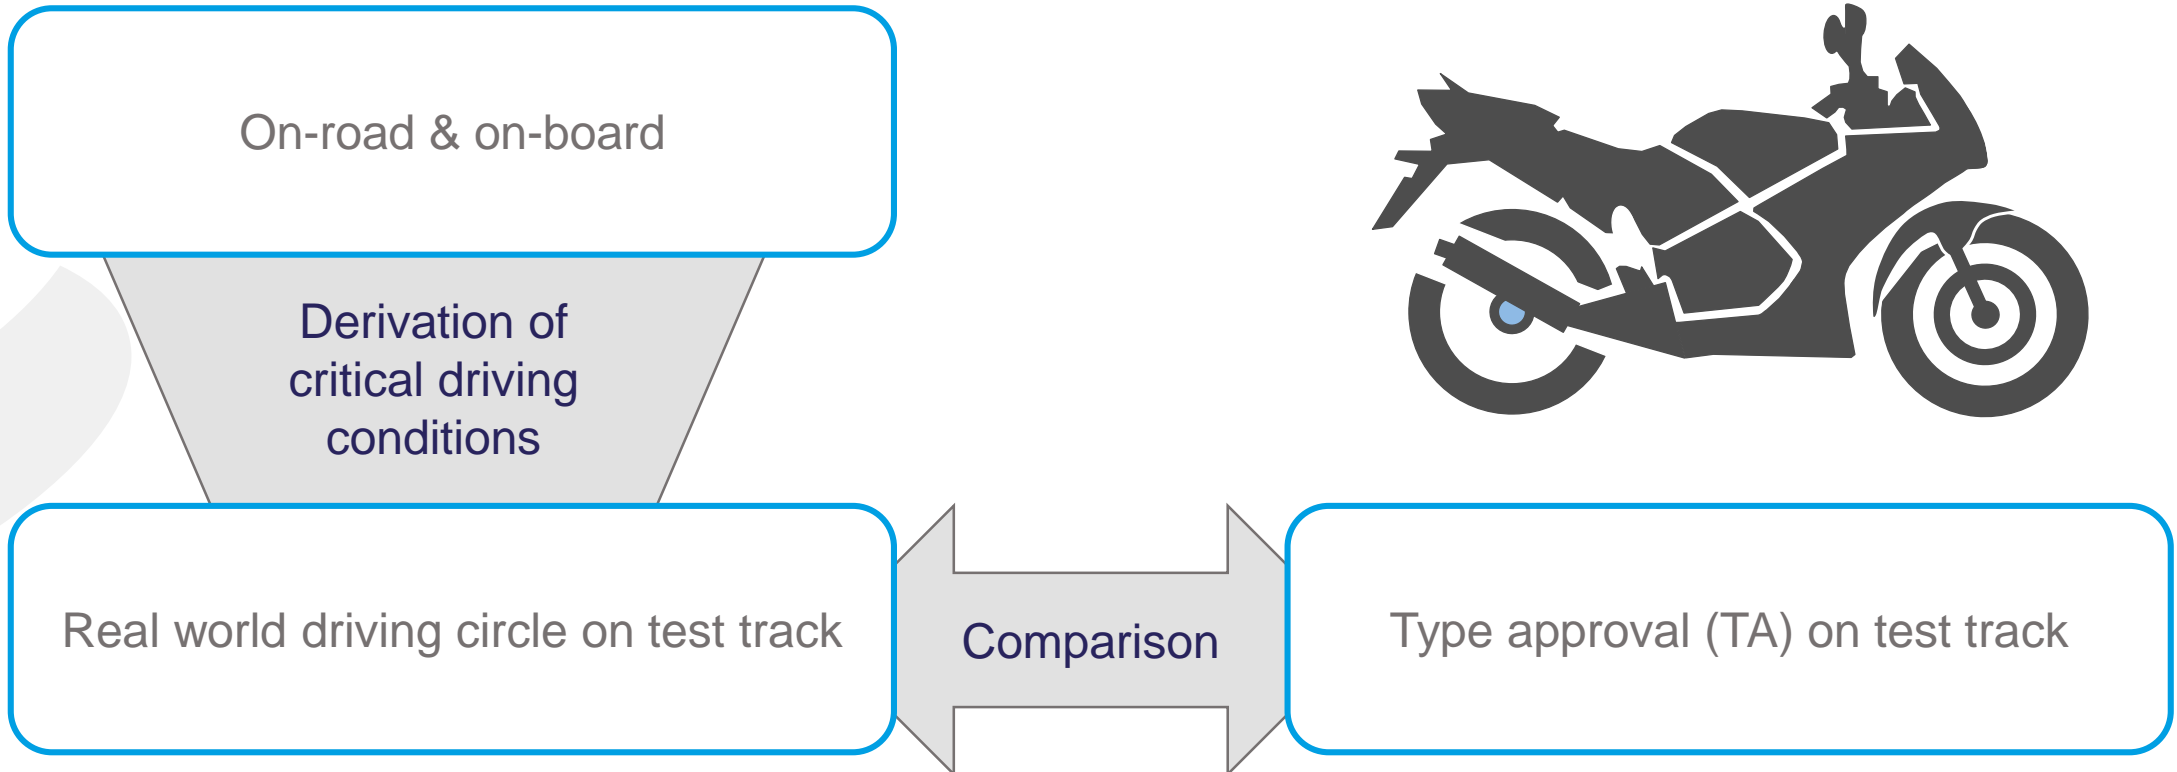 On-road & on-board
Derivation of
critical driving
conditions
Real world driving circle on test track
Comparison
Type approval (TA) on test track